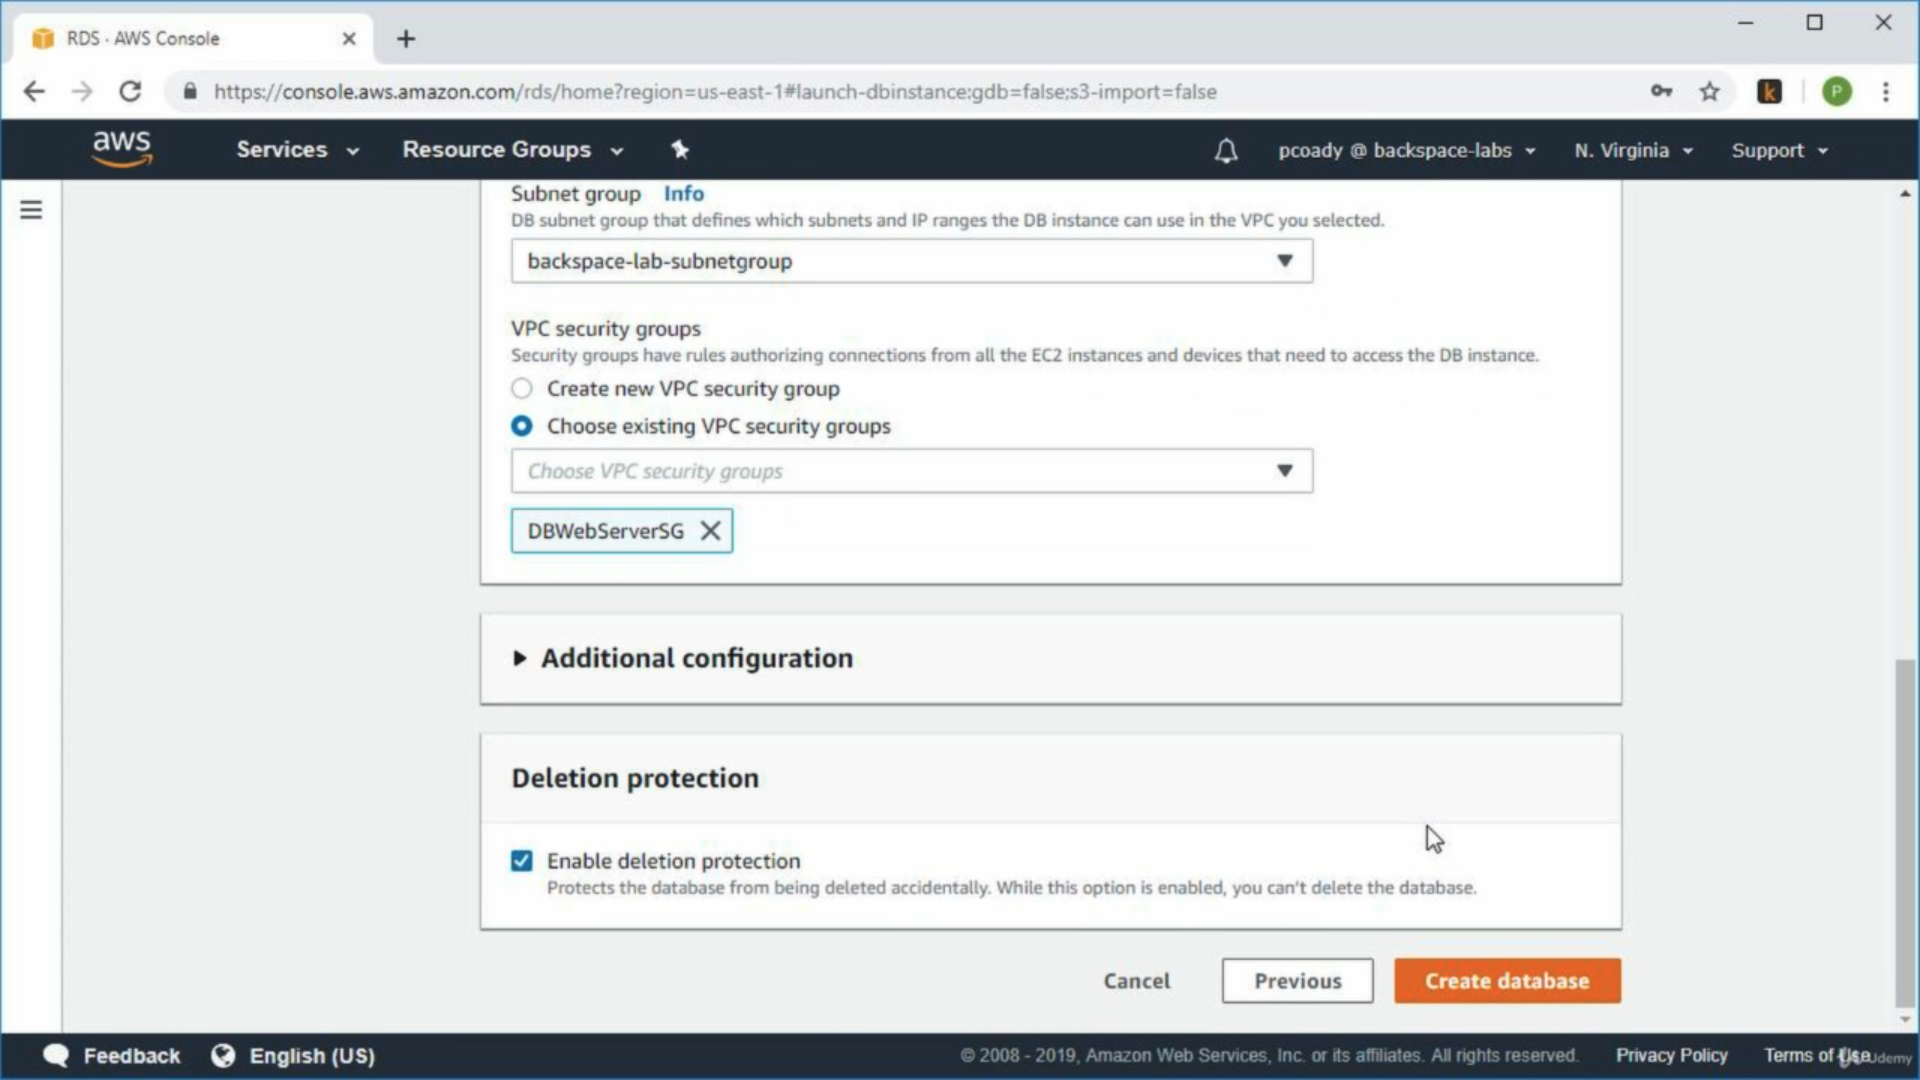 RDS · AWS Console
https://console.aws.amazon.com/rds/home?region=us-east-1#launch-dbinstance:gdb=false;s3-import=false
k
P
aws
Services
Resource Groups
pcoady @ backspace-labs
N. Virginia
Support
Subnet group Info
DB subnet group that defines which subnets and IP ranges the DB instance can use in the VPC you selected.
backspace-lab-subnetgroup
VPC security groups
Security groups have rules authorizing connections from all the EC2 instances and devices that need to access the DB instance.
Create new VPC security group
Choose existing VPC security groups
Choose VPC security groups
DBWebServerSG
Additional configuration
Deletion protection
Enable deletion protection
Protects the database from being deleted accidentally. While this option is enabled, you can't delete the database.
Cancel
Previous
Create database
Feedback
English (US)
© 2008 - 2019, Amazon Web Services, Inc. or its affiliates. All rights reserved.
Privacy Policy
Terms of Use
Udemy